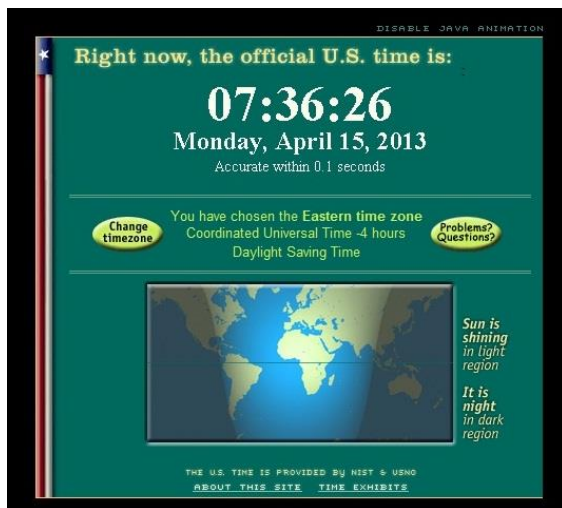 DISABLE JAVA ANIMATION
Right now, the official U.S. time is:
07:36:26
Monday, April 15, 2013
Accurate within 0.1 seconds
Change
timezone
You have chosen the Eastern time zone
Coordinated Universal Time -4 hours
Daylight Saving Time
Problems?
Questions?
Sun is
shining
in light
region
It is
night
in dark
region
THE U.S. TIME IS PROVIDED BY NIST & USNO
ABOUT THIS SITE TIME EXHIBITS